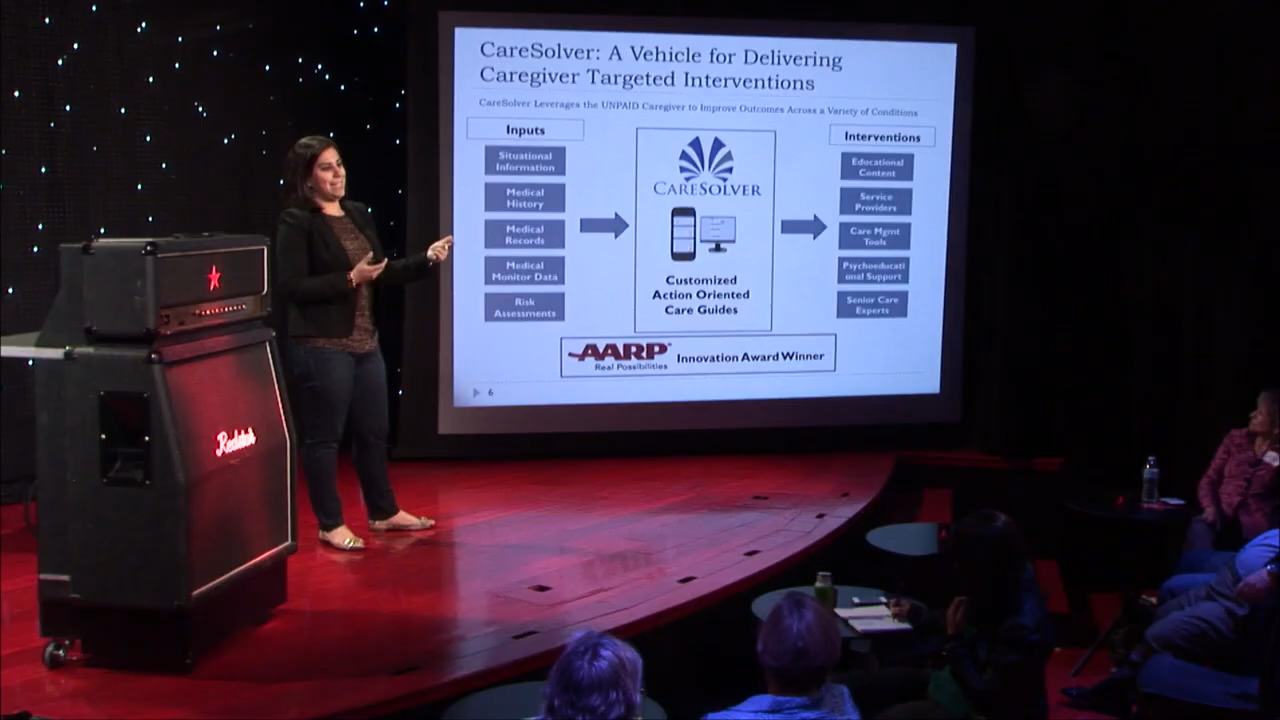 CareSolver: A Vehicle for Delivering
Caregiver Targeted Interventions
CareSolver Leverages the UNPAID Caregiver to Improve Outcomes Across a Variety of Conditions
Inputs
Situational
Information
Medical
History
Medical
Records
Medical
Monitor Data
Risk
Assessments
CARESOLVER
Customized
Action Oriented
Care Guides
Interventions
Educational
Content
Service
Providers
Care Mgmt
Tools
Psychoeducati
onal Support
Senior Care
Experts
AARP
Real Possibilities
Innovation Award Winner
6